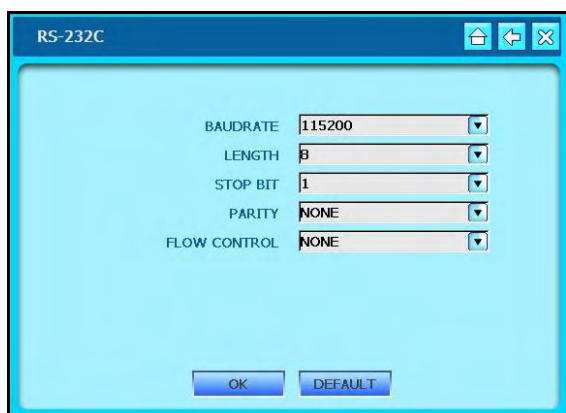 RS-232C
BAUDRATE 115200
LENGTH 8
STOP BIT 1
PARITY NONE
FLOW CONTROL NONE
OK DEFAULT